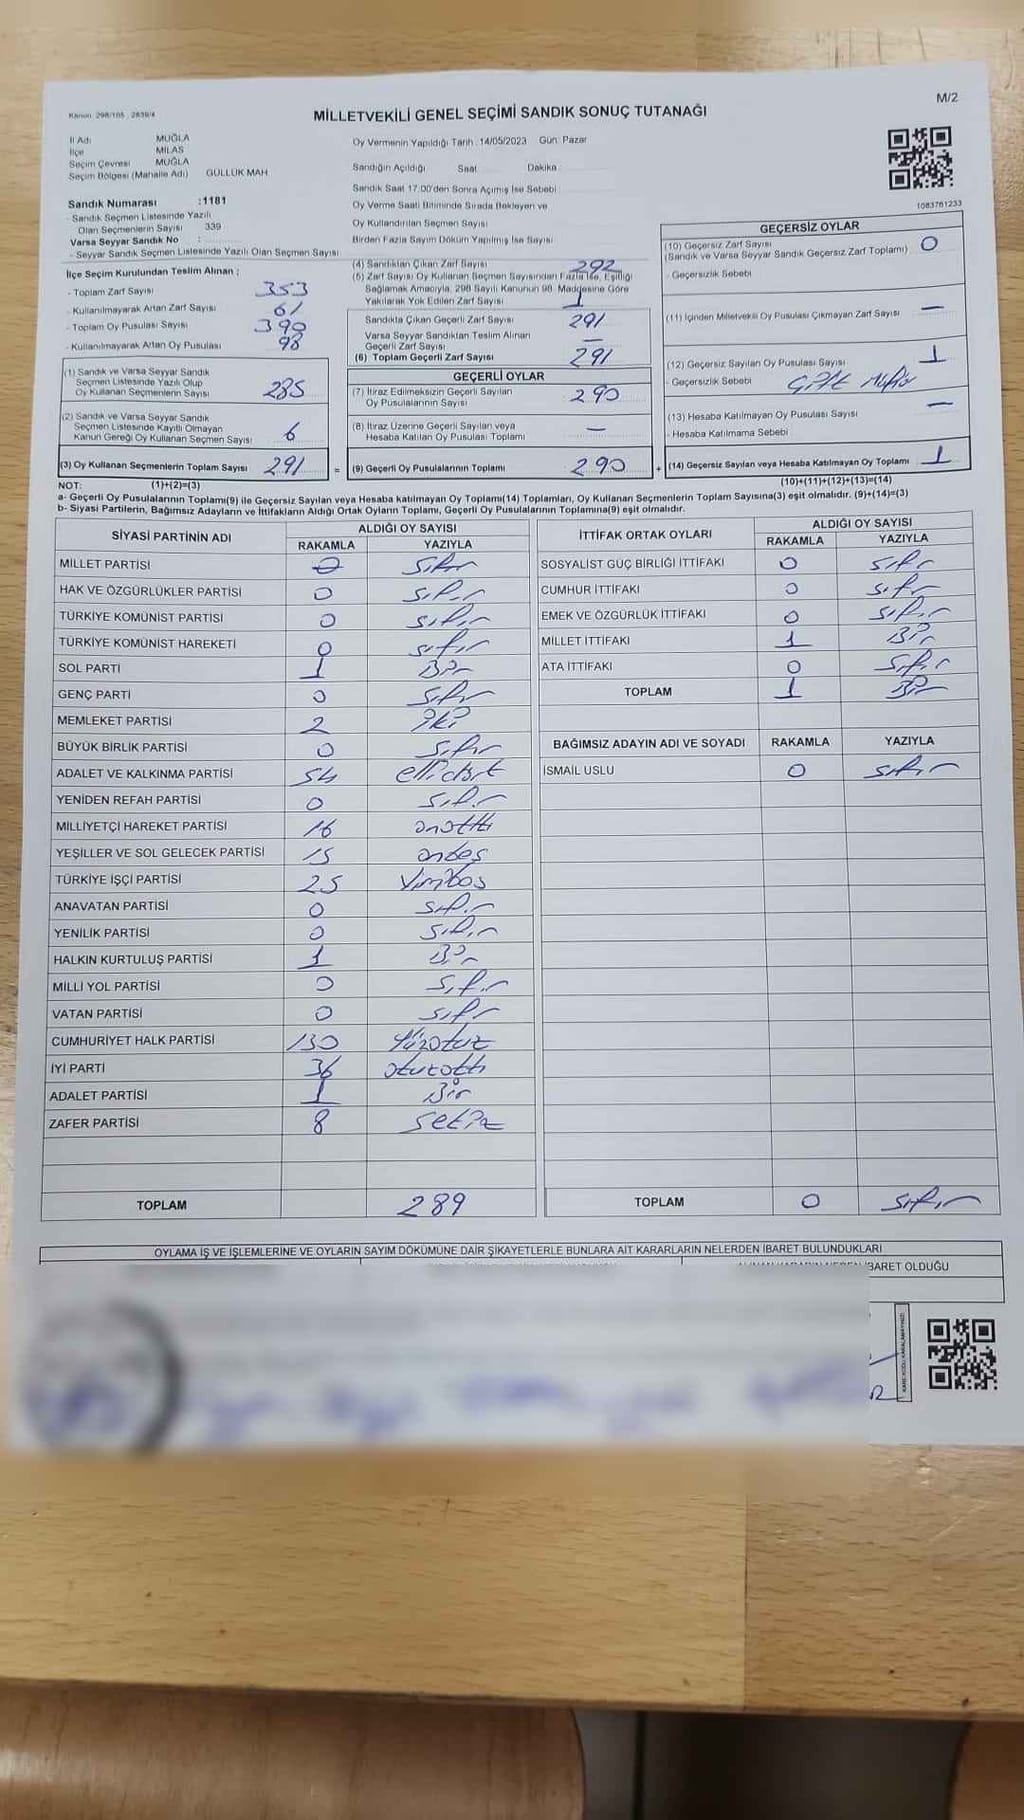 Kanun: 298/105 , 2839/4
M/2
MİLLETVEKİLİ GENEL SEÇİMİ SANDIK SONUÇ TUTANAĞI
İl Adı: MUĞLA
İlçe MİLAS
Seçim Çevresi MUĞLA
Seçim Bölgesi (Mahalle Adı) GÜLLÜK MAH
Sandık Numarası :1181
- Sandık Seçmen Listesinde Yazılı
Olan Seçmenlerin Sayısı 339
Varsa Seyyar Sandık No :
- Seyyar Sandık Seçmen Listesinde Yazılı Olan Seçmen Sayısı
Oy Vermenin Yapıldığı Tarih :14/05/2023 Gün: Pazar
Sandığın Açıldığı Saat Dakika:
Sandık Saat 17.00'den Sonra Açımış İse Sebebi
Oy Verme Saati Bitiminde Sırada Bekleyen ve
Oy Kullandırılan Seçmen Sayısı
Birden Fazla Sayım Döküm Yapılmış İse Sayısı
1083761233
İlçe Seçim Kurulundan Teslim Alınan ;
- Toplam Zarf Sayısı 353
- Kullanılmayarak Artan Zarf Sayısı 61
- Toplam Oy Pusulası Sayısı 390
- Kullanılmayarak Artan Oy Pusulası 98
(1) Sandık ve Varsa Seyyar Sandık
Seçmen Listesinde Yazılı Olup
Oy Kullanan Seçmenlerin Sayısı 285
(2) Sandık ve Varsa Seyyar Sandık
Seçmen Listesinde Kayıtlı Olmayan
Kanun Gereği Oy Kullanan Seçmen Sayısı 6
(3) Oy Kullanan Seçmenlerin Toplam Sayısı 291 =
(4) Sandıktan Çıkan Zarf Sayısı 292
(5) Zarf Sayısı Oy Kullanan Seçmen Sayısından Fazla İse, Eşitliği
Sağlamak Amacıyla, 298 Sayılı Kanunun 98. Maddesine Göre
Yakılarak Yok Edilen Zarf Sayısı 1
Sandıkta Çıkan Geçerli Zarf Sayısı 291
Varsa Seyyar Sandıktan Teslim Alınan
Geçerli Zarf Sayısı —
(6) Toplam Geçerli Zarf Sayısı 291
GEÇERLİ OYLAR
(7) İtiraz Edilmeksizin Geçerli Sayılan
Oy Pusulalarının Sayısı 290
(8) İtiraz Üzerine Geçerli Sayılan veya
Hesaba Katılan Oy Pusulaları Toplamı —
(9) Geçerli Oy Pusulalarının Toplamı 290 +
GEÇERSİZ OYLAR
(10) Geçersiz Zarf Sayısı
(Sandık ve Varsa Seyyar Sandık Geçersiz Zarf Toplamı) 0
- Geçersizlik Sebebi
(11) İçinden Milletvekili Oy Pusulası Çıkmayan Zarf Sayısı —
(12) Geçersiz Sayılan Oy Pusulası Sayısı 1
- Geçersizlik Sebebi Çift Mühür
(13) Hesaba Katılmayan Oy Pusulası Sayısı —
- Hesaba Katılmama Sebebi
(14) Geçersiz Sayılan veya Hesaba Katılmayan Oy Toplamı 1
NOT: (1)+(2)=(3) (10)+(11)+(12)+(13)=(14)
a- Geçerli Oy Pusulalarının Toplamı(9) ile Geçersiz Sayılan veya Hesaba katılmayan Oy Toplamı(14) Toplamları, Oy Kullanan Seçmenlerin Toplam Sayısına(3) eşit olmalıdır. (9)+(14)=(3)
b- Siyasi Partilerin, Bağımsız Adayların ve İttifakların Aldığı Ortak Oyların Toplamı, Geçerli Oy Pusulalarının Toplamına(9) eşit olmalıdır.
SİYASİ PARTİNİN ADI ALDIĞI OY SAYISI
RAKAMLA YAZIYLA
MİLLET PARTİSİ 0 sıfır
HAK VE ÖZGÜRLÜKLER PARTİSİ 0 sıfır
TÜRKİYE KOMÜNİST PARTİSİ 0 sıfır
TÜRKİYE KOMÜNİST HAREKETİ 0 sıfır
SOL PARTİ 1 Bir
GENÇ PARTİ 0 sıfır
MEMLEKET PARTİSİ 2 iki
BÜYÜK BİRLİK PARTİSİ 0 sıfır
ADALET VE KALKINMA PARTİSİ 54 ellidört
YENİDEN REFAH PARTİSİ 0 sıfır
MİLLİYETÇİ HAREKET PARTİSİ 16 onaltı
YEŞİLLER VE SOL GELECEK PARTİSİ 15 onbeş
TÜRKİYE İŞÇİ PARTİSİ 25 Yirmibeş
ANAVATAN PARTİSİ 0 sıfır
YENİLİK PARTİSİ 0 sıfır
HALKIN KURTULUŞ PARTİSİ 1 Bir
MİLLİ YOL PARTİSİ 0 sıfır
VATAN PARTİSİ 0 sıfır
CUMHURİYET HALK PARTİSİ 130 Yüzotuz
İYİ PARTİ 36 otuzaltı
ADALET PARTİSİ 1 Bir
ZAFER PARTİSİ 8 sekiz
TOPLAM 289
İTTİFAK ORTAK OYLARI ALDIĞI OY SAYISI
RAKAMLA YAZIYLA
SOSYALİST GÜÇ BİRLİĞİ İTTİFAKI 0 sıfır
CUMHUR İTTİFAKI 0 sıfır
EMEK VE ÖZGÜRLÜK İTTİFAKI 0 sıfır
MİLLET İTTİFAKI 1 Bir
ATA İTTİFAKI 0 sıfır
TOPLAM 1 Bir
BAĞIMSIZ ADAYIN ADI VE SOYADI RAKAMLA YAZIYLA
İSMAİL USLU 0 sıfır
TOPLAM 0 sıfır
OYLAMA İŞ VE İŞLEMLERİNE VE OYLARIN SAYIM DÖKÜMÜNE DAİR ŞİKAYETLERLE BUNLARA AİT KARARLARIN NELERDEN İBARET BULUNDUKLARI
İBARET OLDUĞU
KARE KODU KARALAMAYINIZ!